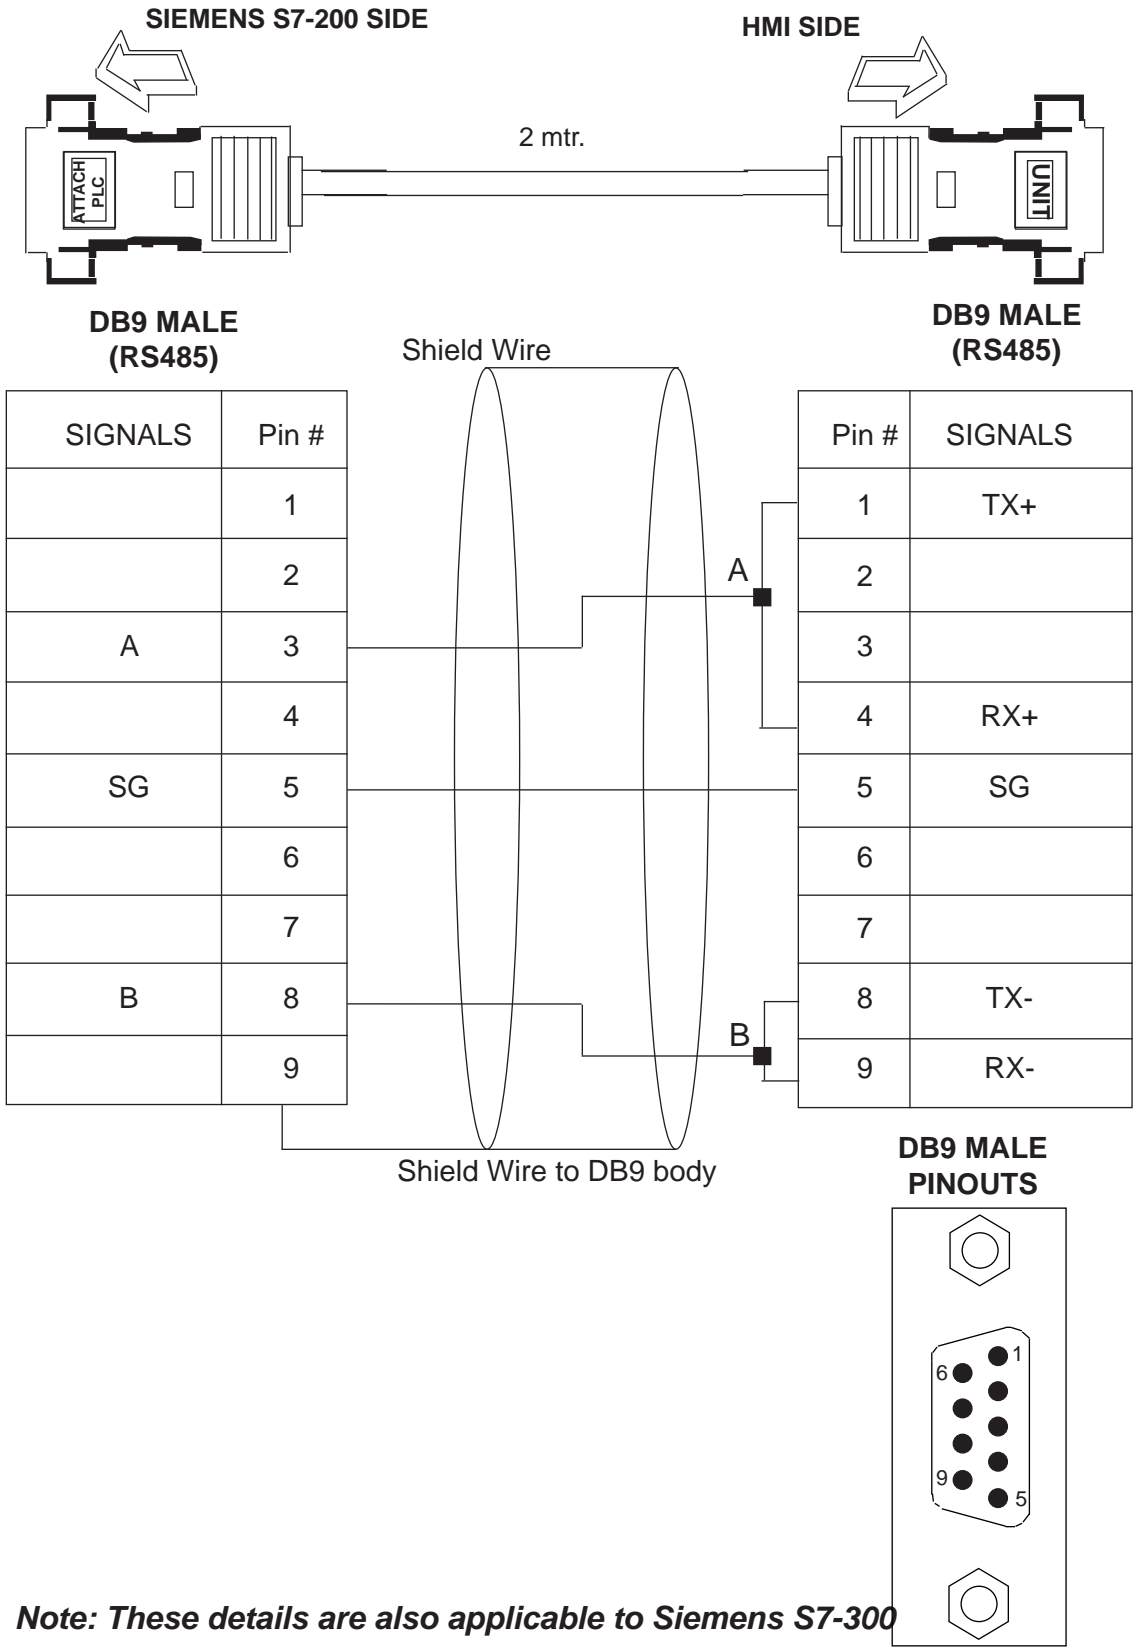 SIEMENS S7-200 SIDE
HMI SIDE
2 mtr.
ATTACH
PLC
UNIT
DB9 MALE
(RS485)
DB9 MALE
(RS485)
Shield Wire
SIGNALS Pin #
1
2
A 3
4
SG 5
6
7
B 8
9
A
B
Pin # SIGNALS
1 TX+
2
3
4 RX+
5 SG
6
7
8 TX-
9 RX-
Shield Wire to DB9 body
DB9 MALE
PINOUTS
1
6
9
5
Note: These details are also applicable to Siemens S7-300